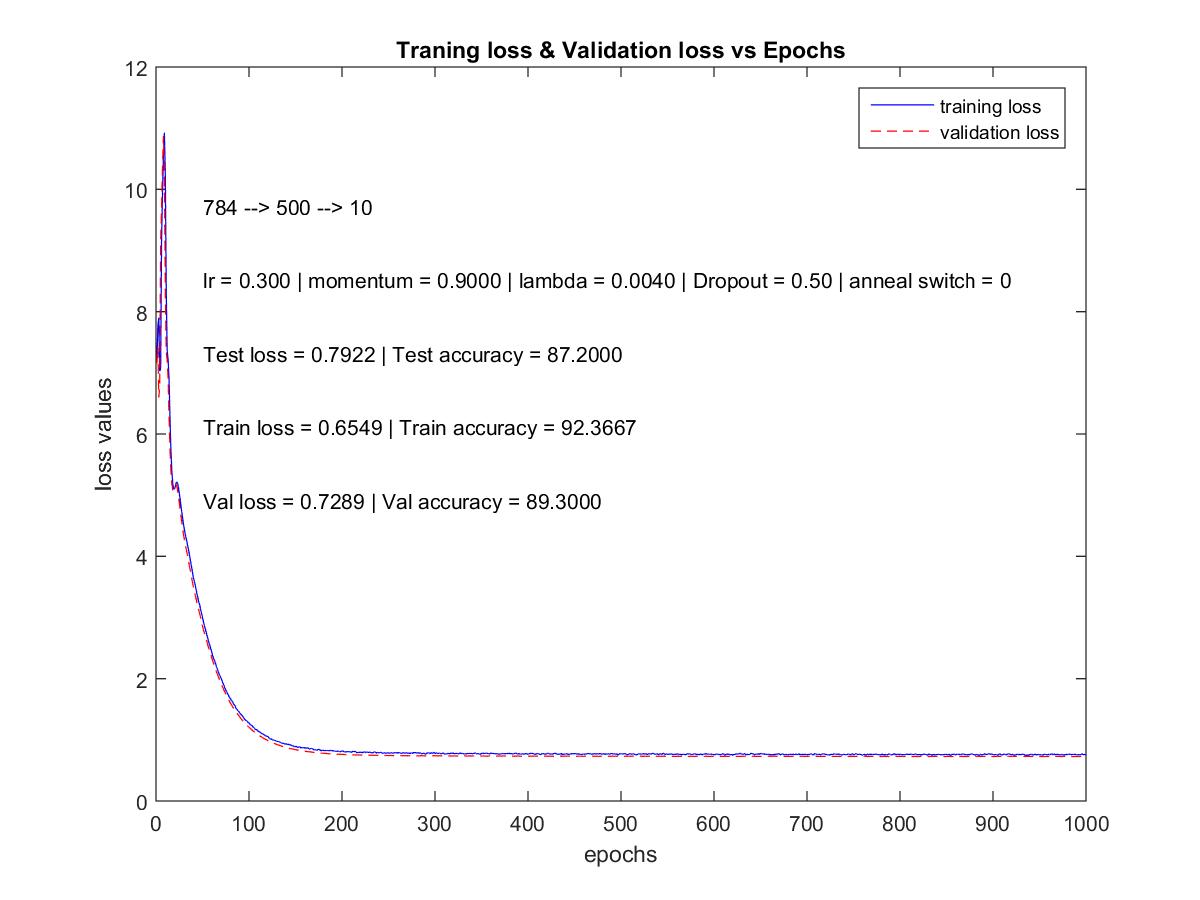 Traning loss & Validation loss vs Epochs
12
training loss
validation loss
10
784 --> 500 --> 10
lr = 0.300 | momentum = 0.9000 | lambda = 0.0040 | Dropout = 0.50 | anneal switch = 0
8
Test loss = 0.7922 | Test accuracy = 87.2000
Train loss = 0.6549 | Train accuracy = 92.3667
6
loss values
Val loss = 0.7289 | Val accuracy = 89.3000
4
2
0
0 100 200 300 400 500 600 700 800 900 1000
epochs